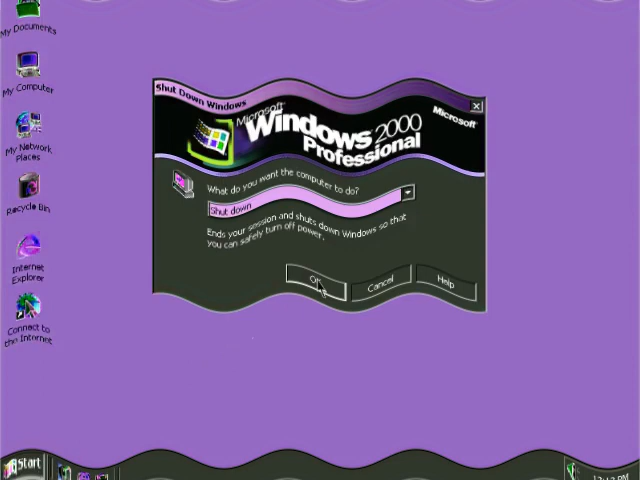 My Documents
My Computer
My Network
Places
Recycle Bin
Internet
Explorer
Connect to
the Internet
Shut Down Windows
Microsoft
Windows 2000
Professional
Microsoft
What do you want the computer to do?
Shut down
Ends your session and shuts down Windows so that
you can safely turn off power.
OK
Cancel
Help
Start